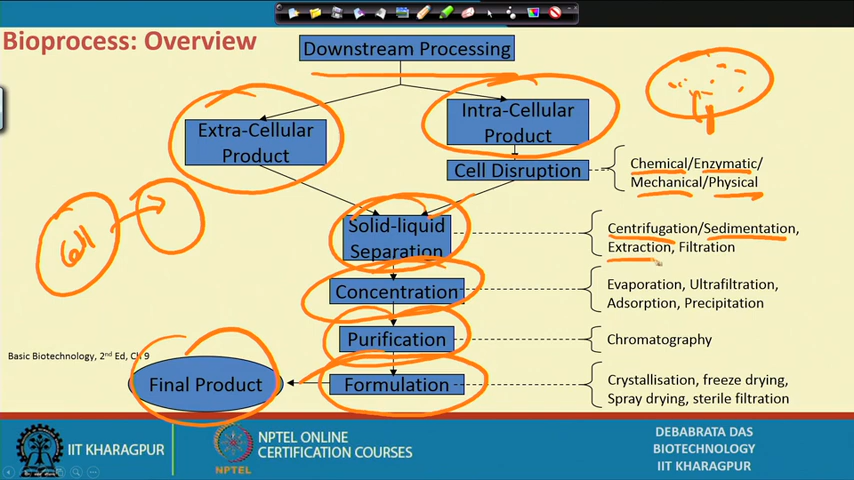 Bioprocess: Overview
Downstream Processing
Extra-Cellular
Product
Intra-Cellular
Product
Cell Disruption
Chemical/Enzymatic/
Mechanical/Physical
Cell
Solid-liquid
Separation
Centrifugation/Sedimentation,
Extraction, Filtration
Concentration
Evaporation, Ultrafiltration,
Adsorption, Precipitation
Purification
Chromatography
Basic Biotechnology, 2nd Ed, Ch 9
Final Product
Formulation
Crystallisation, freeze drying,
Spray drying, sterile filtration
IIT KHARAGPUR
NPTEL
NPTEL ONLINE
CERTIFICATION COURSES
DEBABRATA DAS
BIOTECHNOLOGY
IIT KHARAGPUR